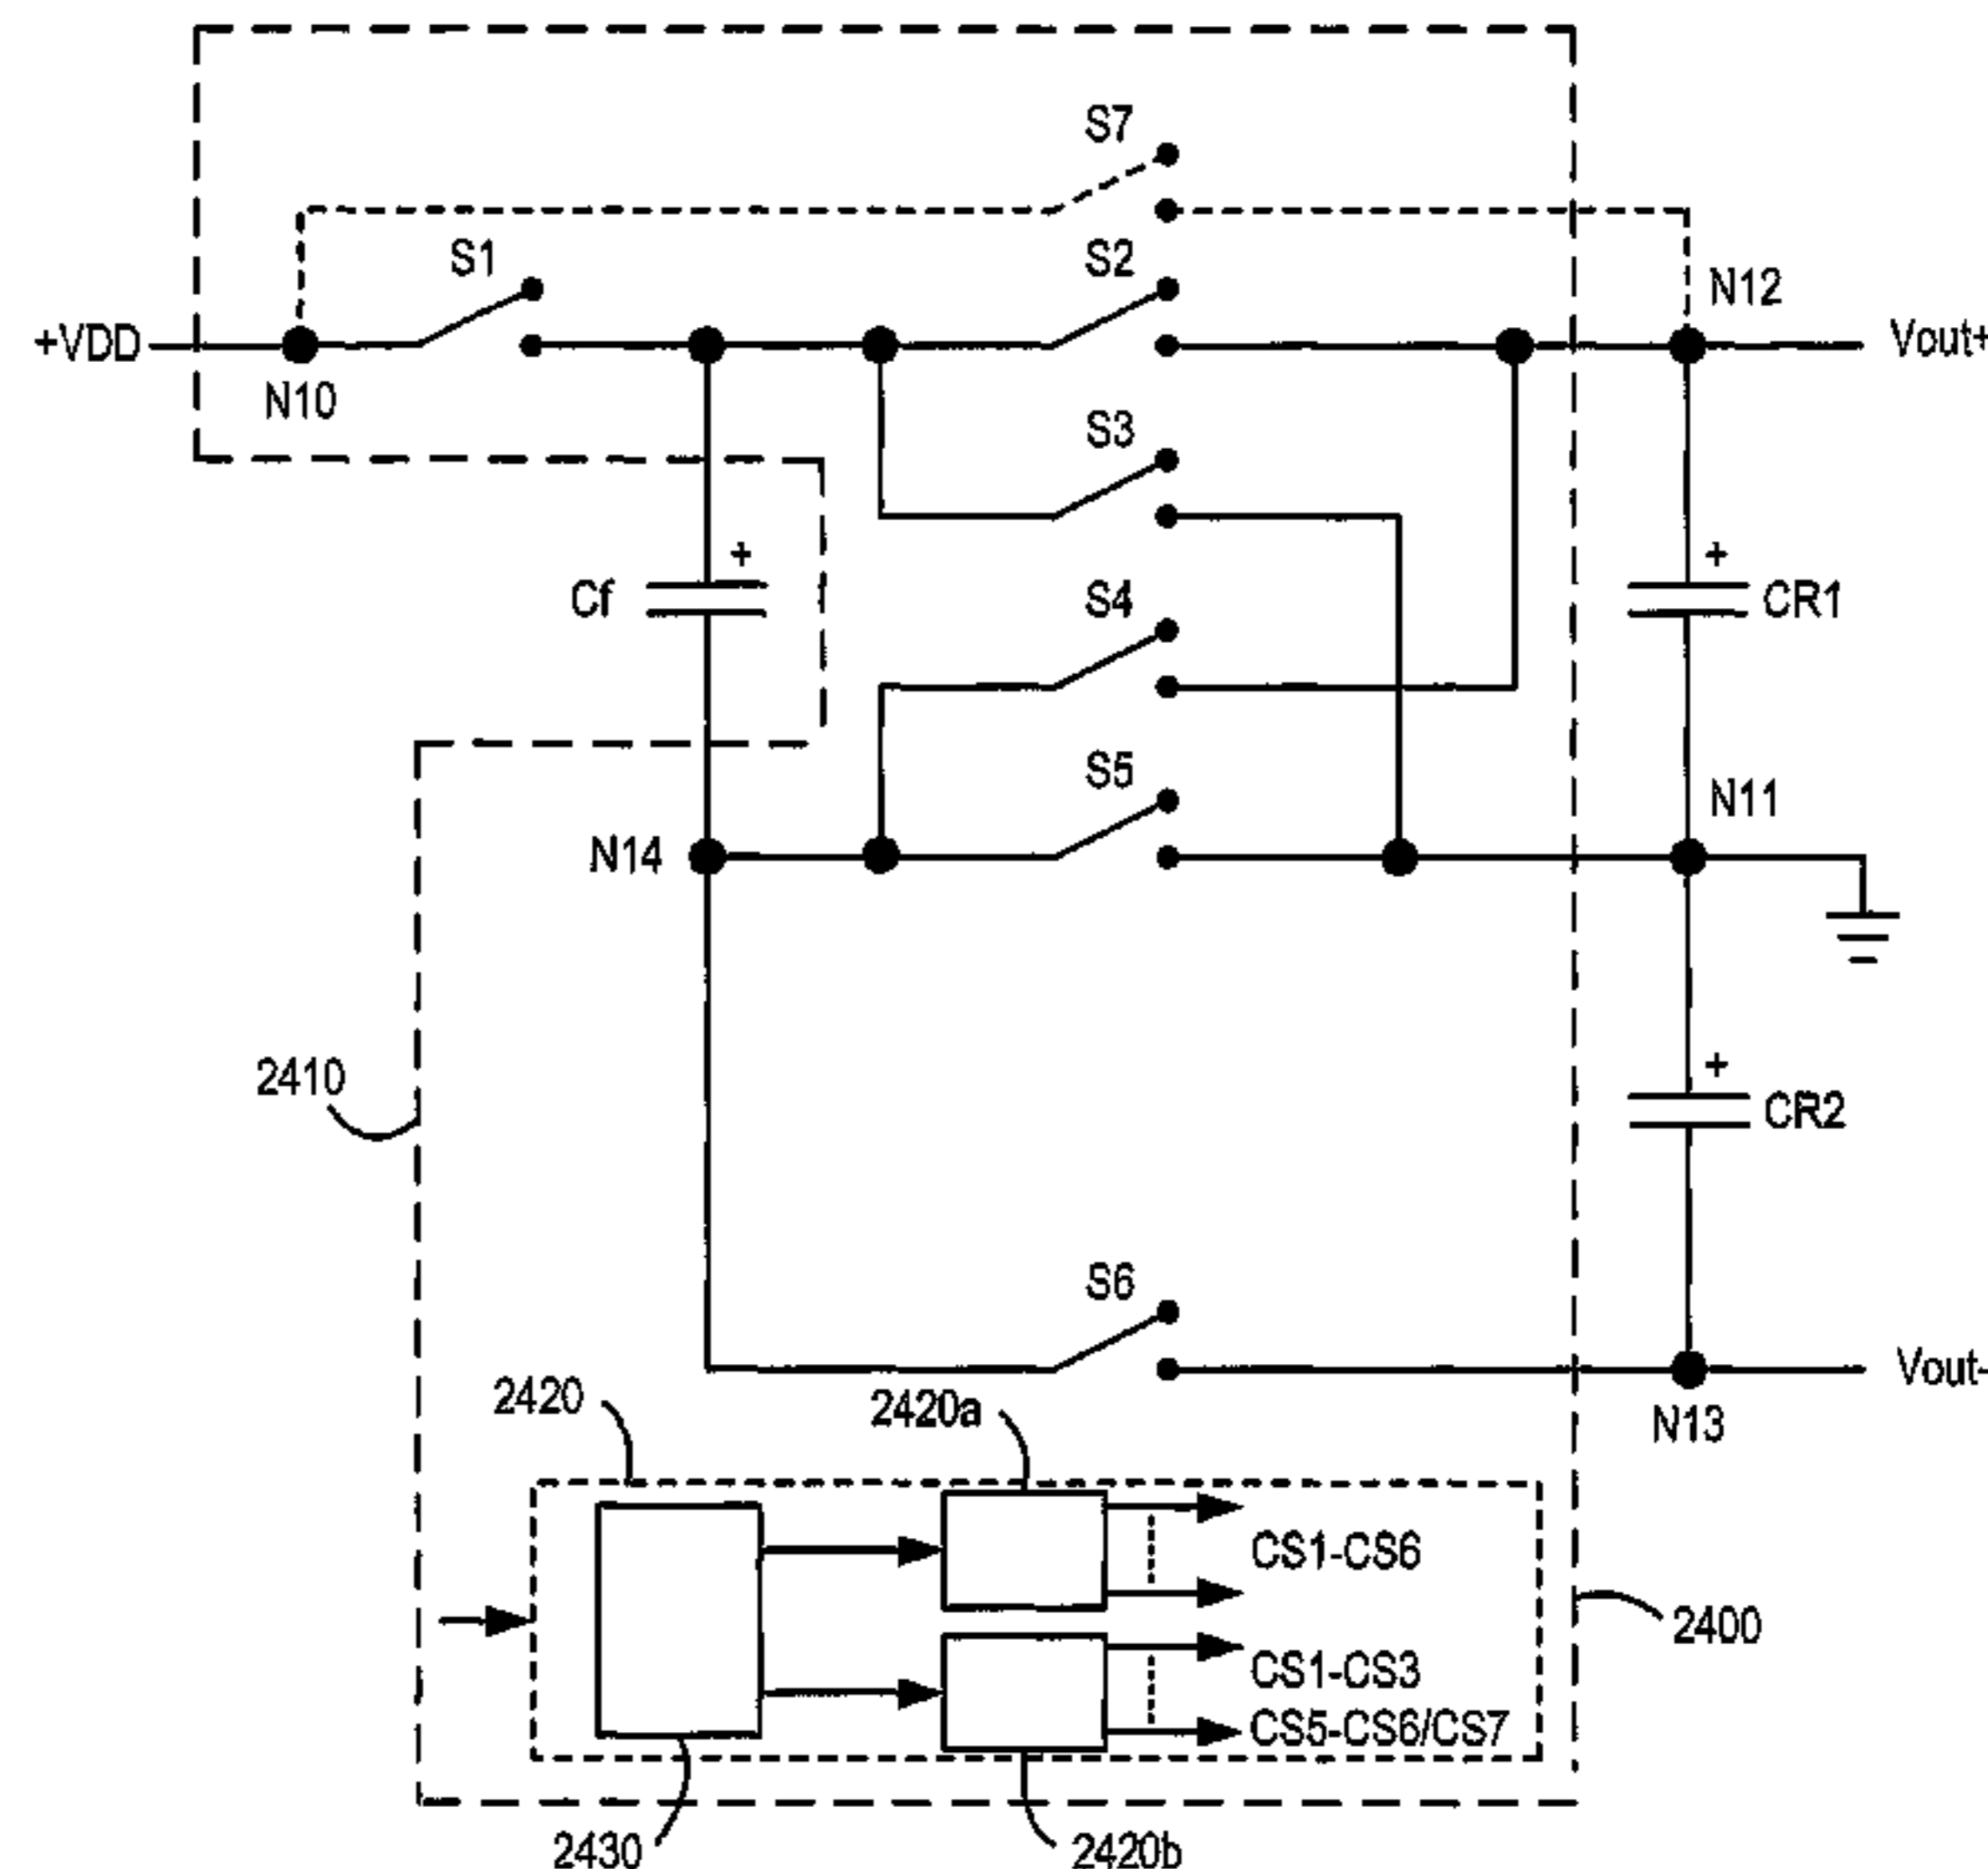 S7
S1
S2
N12
+VDD
Vout+
N10
S3
+
+
Cf
S4
CR1
S5
N11
N14
2410
+
CR2
S6
2420
2420a
Vout-
N13
CS1-CS6
2400
CS1-CS3
CS5-CS6/CS7
2430
2420b